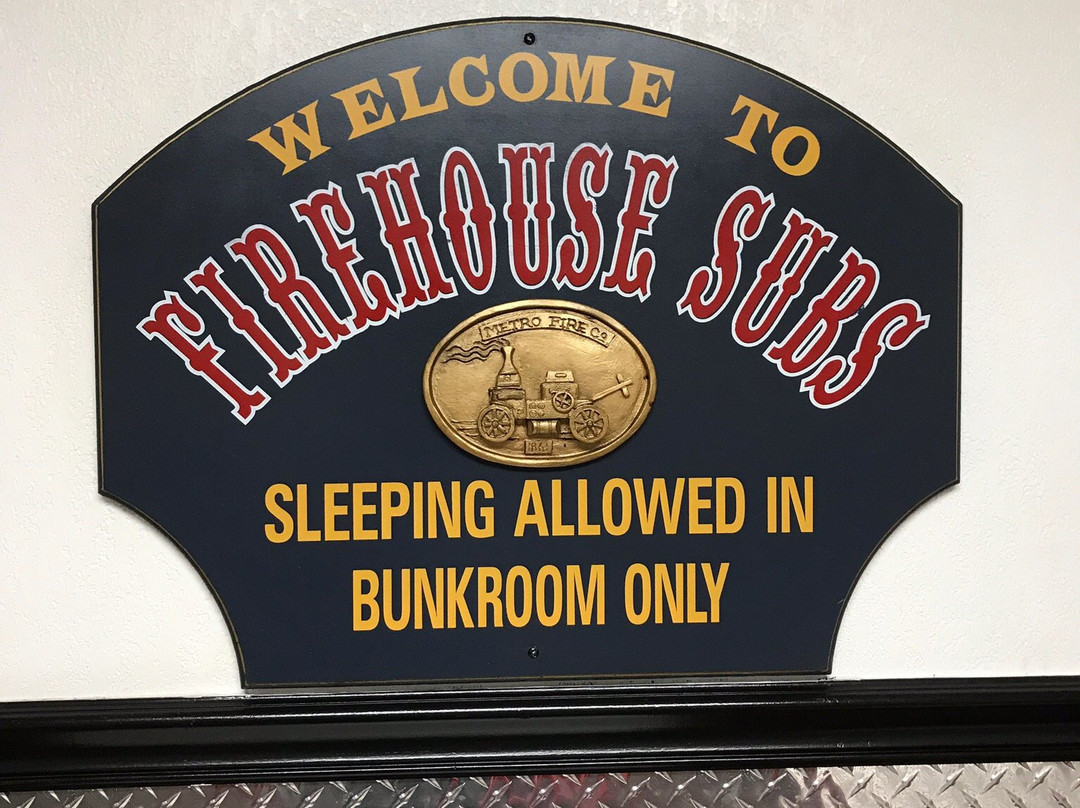 WELCOME TO
FIREHOUSE SUBS
METRO FIRE Co.
SLEEPING ALLOWED IN
BUNKROOM ONLY